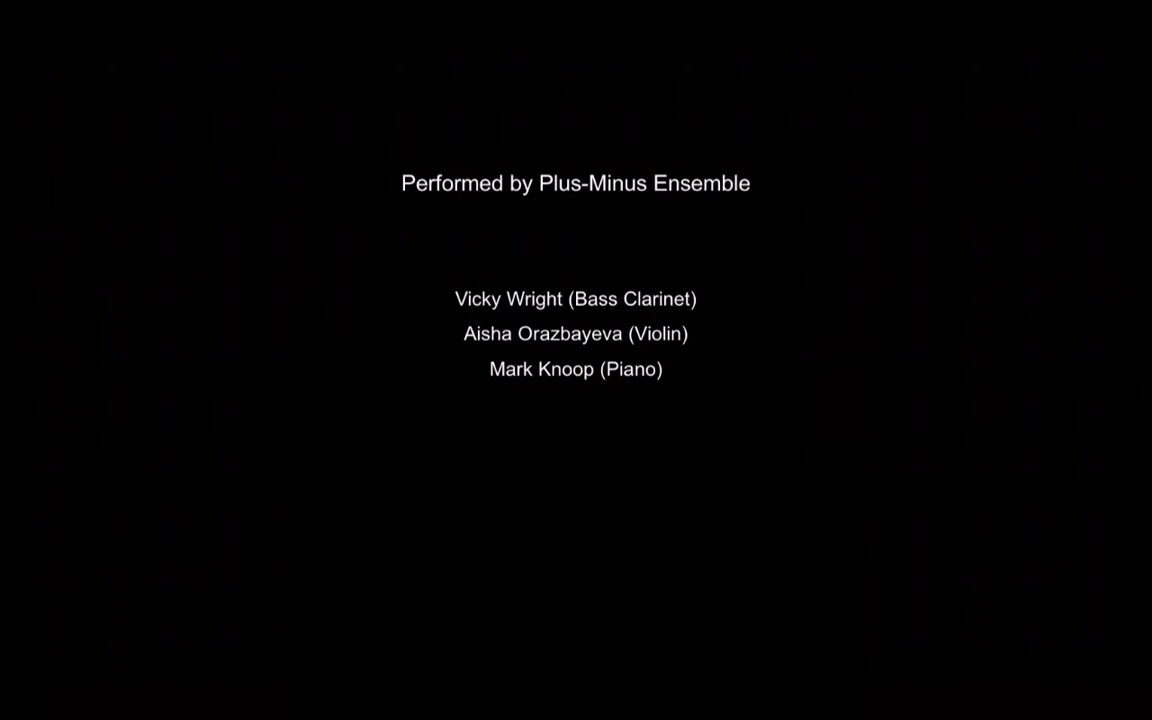 Performed by Plus-Minus Ensemble
Vicky Wright (Bass Clarinet)
Aisha Orazbayeva (Violin)
Mark Knoop (Piano)